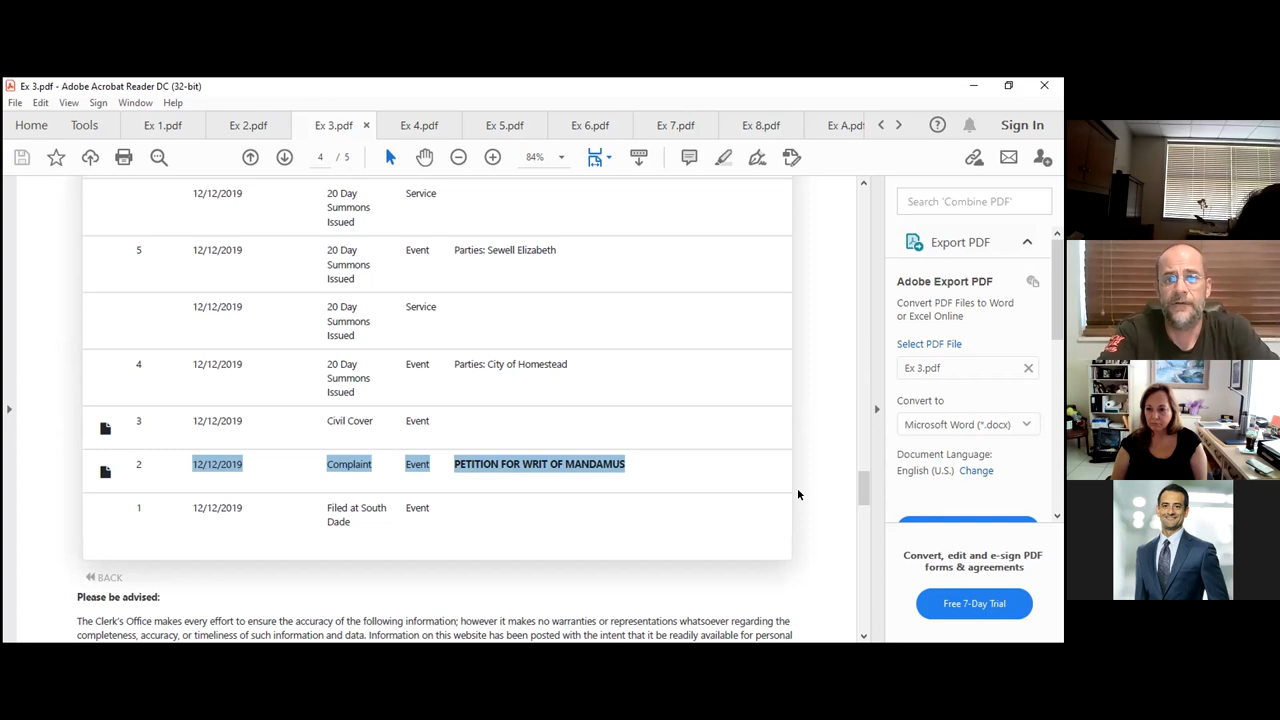 Ex 3.pdf - Adobe Acrobat Reader DC (32-bit)
File Edit View Sign Window Help
Home Tools Ex 1.pdf Ex 2.pdf Ex 3.pdf Ex 4.pdf Ex 5.pdf Ex 6.pdf Ex 7.pdf Ex 8.pdf Ex A.pdf Sign In
4 / 5 84%
12/12/2019 20 Day Service
Summons
Issued
5 12/12/2019 20 Day Event Parties: Sewell Elizabeth
Summons
Issued
12/12/2019 20 Day Service
Summons
Issued
4 12/12/2019 20 Day Event Parties: City of Homestead
Summons
Issued
3 12/12/2019 Civil Cover Event
2 12/12/2019 Complaint Event PETITION FOR WRIT OF MANDAMUS
1 12/12/2019 Filed at South Event
Dade
BACK
Please be advised:
The Clerk's Office makes every effort to ensure the accuracy of the following information; however it makes no warranties or representations whatsoever regarding the
completeness, accuracy, or timeliness of such information and data. Information on this website has been posted with the intent that it be readily available for personal
Search 'Combine PDF'
Export PDF
Adobe Export PDF
Convert PDF Files to Word
or Excel Online
Select PDF File
Ex 3.pdf
Convert to
Microsoft Word (*.docx)
Document Language:
English (U.S.) Change
Convert, edit and e-sign PDF
forms & agreements
Free 7-Day Trial